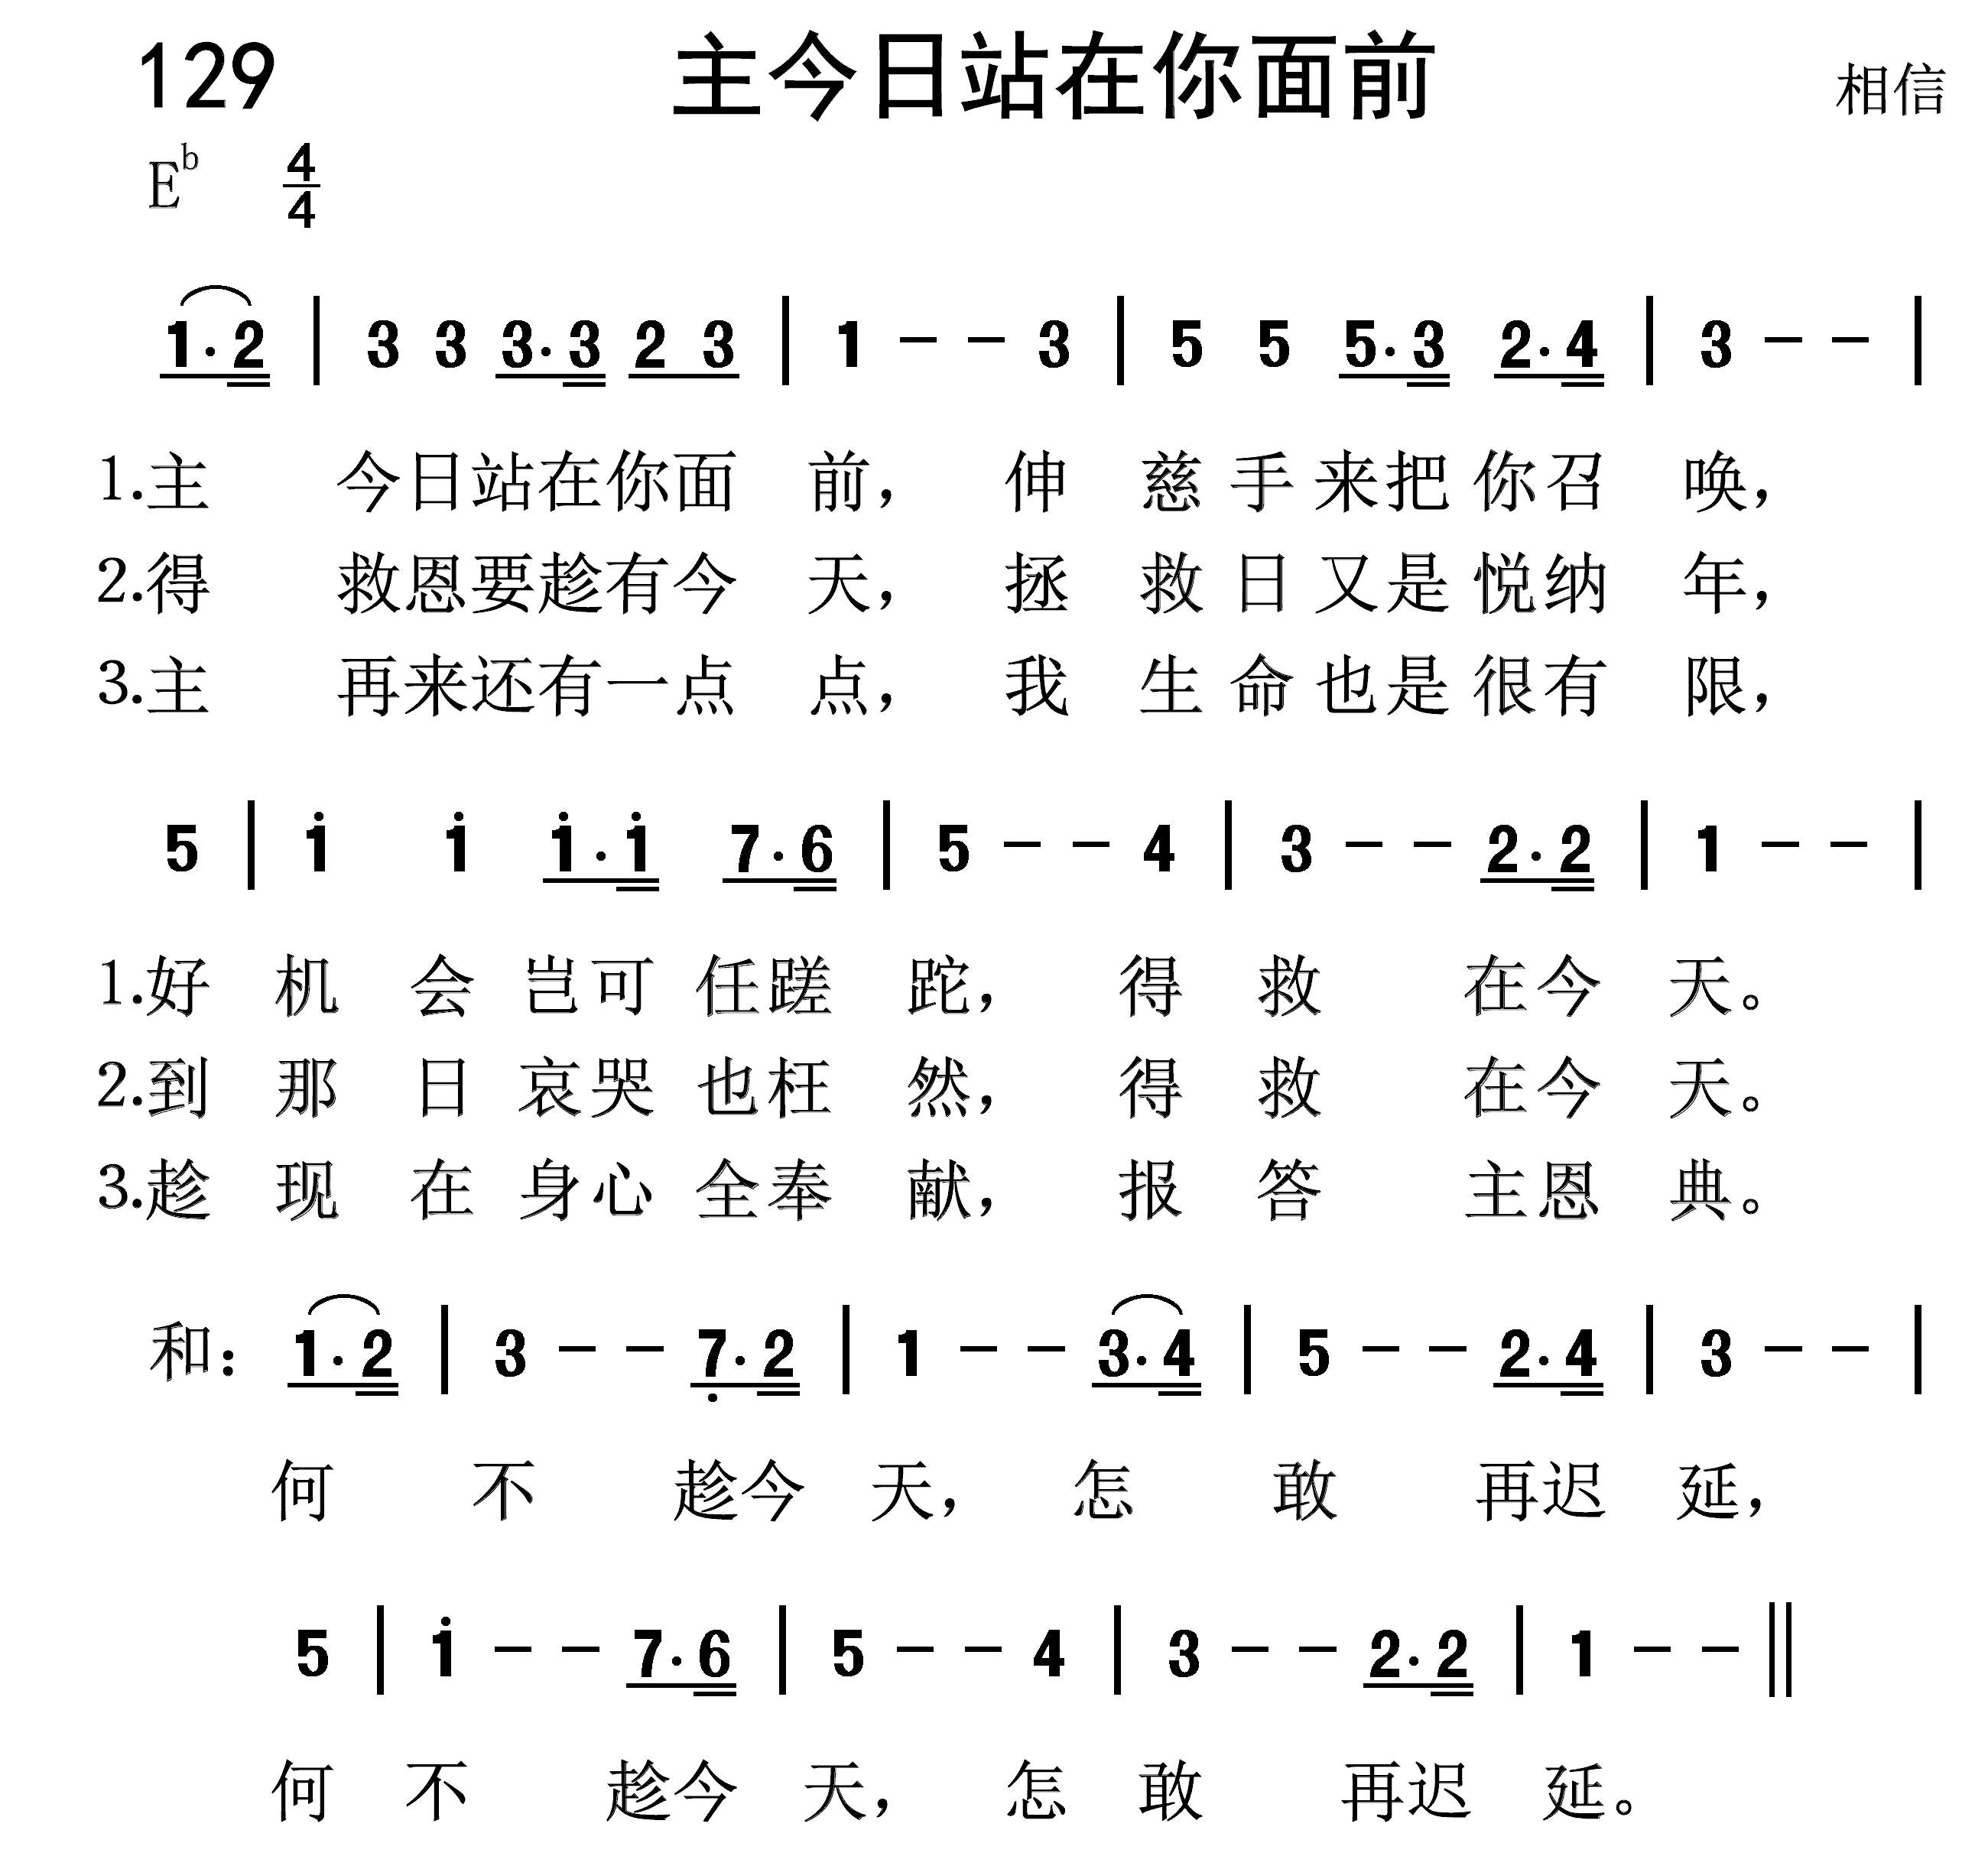 129 主今日站在你面前 相信
E♭ 4/4
1·2 | 3 3 3·3 2 3 | 1 - - 3 | 5 5 5·3 2·4 | 3 - - |
1.主 今日站在你面 前， 伸 慈手来把你召 唤，
2.得 救恩要趁有今 天， 拯 救日又是悦纳 年，
3.主 再来还有一点 点， 我 生命也是很有 限，
5 | 1̇ 1̇ 1̇·1̇ 7·6 | 5 - - 4 | 3 - - 2·2 | 1 - - |
1.好 机 会 岂可 任蹉 跎， 得 救 在今 天。
2.到 那 日 哀哭 也枉 然， 得 救 在今 天。
3.趁 现 在 身心 全奉 献， 报 答 主恩 典。
和： 1·2 | 3 - - 7̣·2 | 1 - - 3·4 | 5 - - 2·4 | 3 - - |
何 不 趁今 天， 怎 敢 再迟 延，
5 | 1̇ - - 7·6 | 5 - - 4 | 3 - - 2·2 | 1 - - ‖
何 不 趁今 天， 怎 敢 再迟 延。